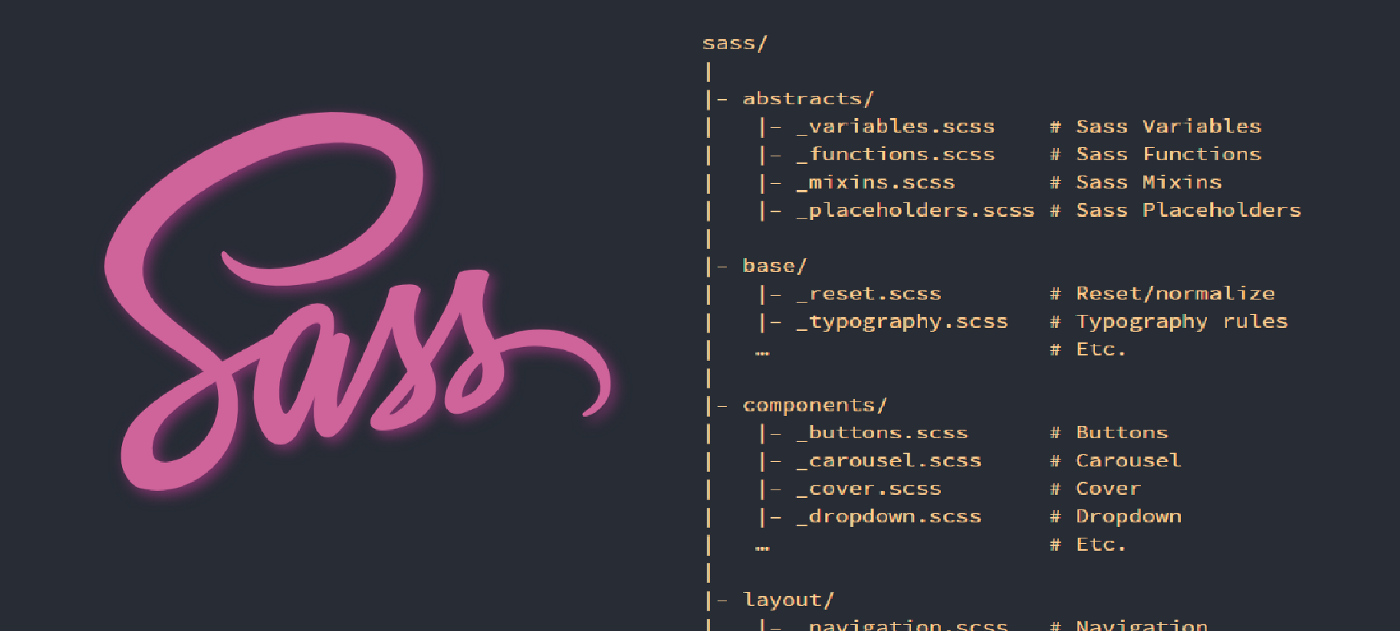 Sass
sass/
|
|- abstracts/
|   |- _variables.scss    # Sass Variables
|   |- _functions.scss    # Sass Functions
|   |- _mixins.scss       # Sass Mixins
|   |- _placeholders.scss # Sass Placeholders
|
|- base/
|   |- _reset.scss        # Reset/normalize
|   |- _typography.scss   # Typography rules
|   …                     # Etc.
|
|- components/
|   |- _buttons.scss      # Buttons
|   |- _carousel.scss     # Carousel
|   |- _cover.scss        # Cover
|   |- _dropdown.scss     # Dropdown
|   …                     # Etc.
|
|- layout/
|   |- _navigation.scss   # Navigation